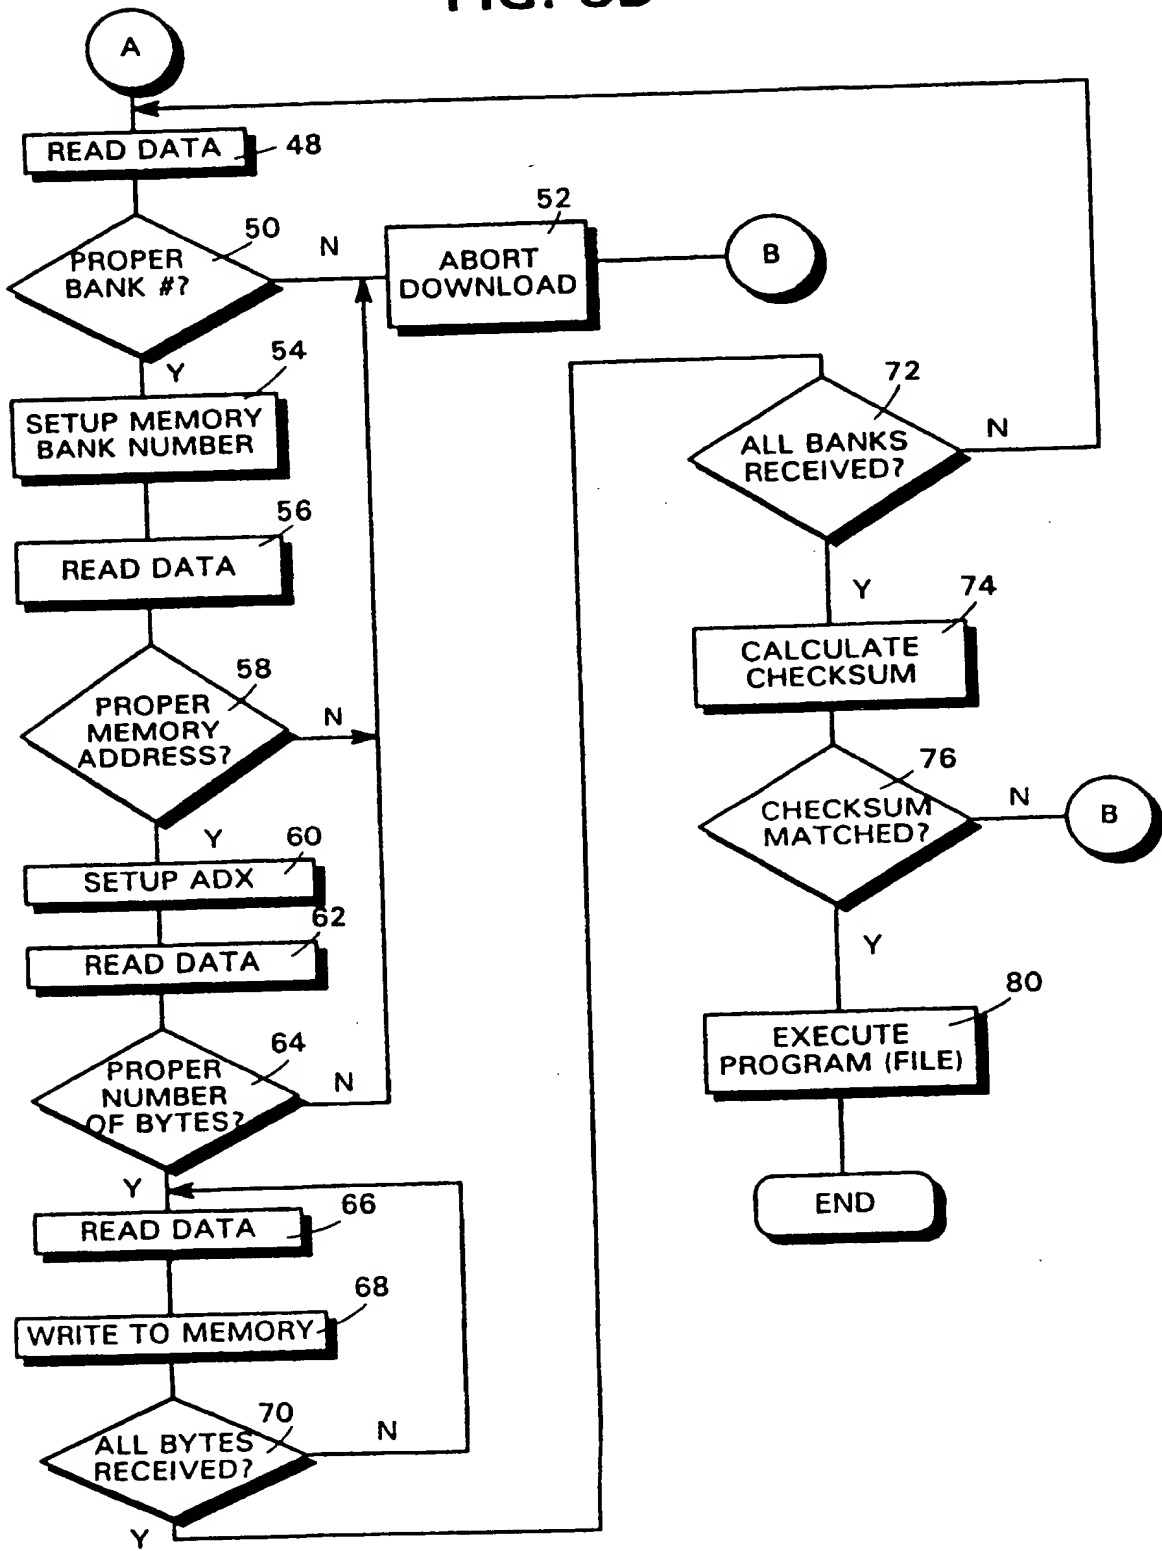 A
READ DATA
48
PROPER
BANK #?
50
N
ABORT
DOWNLOAD
52
B
Y
SETUP MEMORY
BANK NUMBER
54
READ DATA
56
PROPER
MEMORY
ADDRESS?
58
N
Y
SETUP ADX
60
READ DATA
62
PROPER
NUMBER
OF BYTES?
64
N
Y
READ DATA
66
WRITE TO MEMORY
68
ALL BYTES
RECEIVED?
70
N
Y
ALL BANKS
RECEIVED?
72
N
Y
CALCULATE
CHECKSUM
74
CHECKSUM
MATCHED?
76
N
B
Y
EXECUTE
PROGRAM (FILE)
80
END